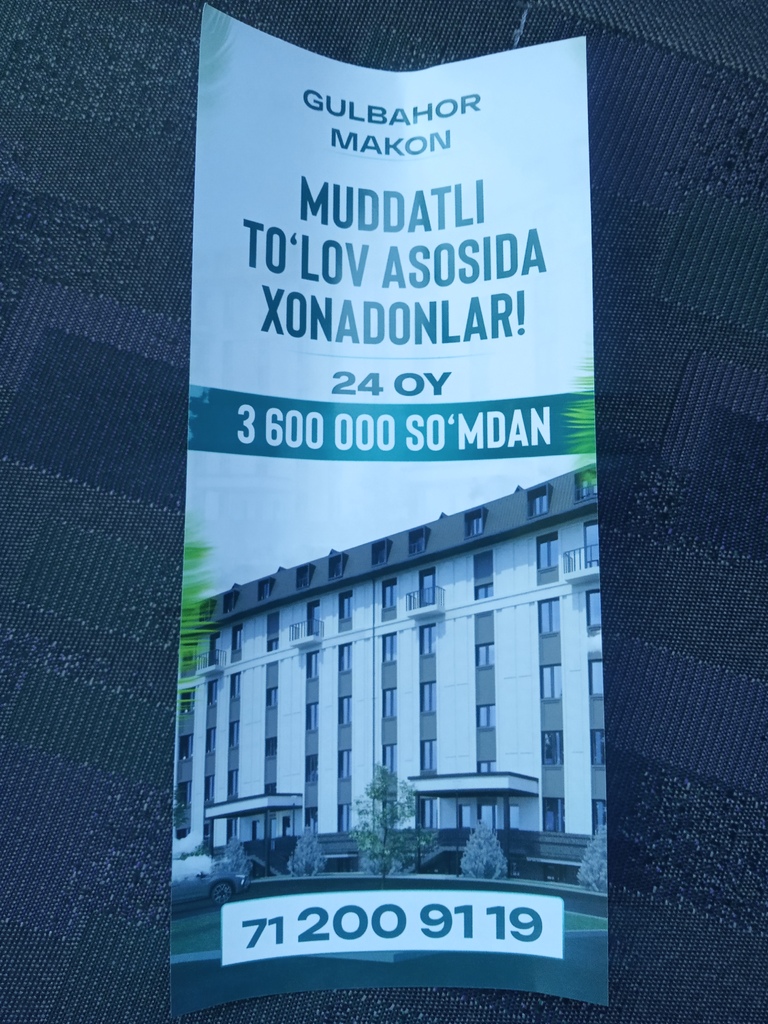 GULBAHOR
MAKON
MUDDATLI
TO‘LOV ASOSIDA
XONADONLAR!
24 OY
3 600 000 SO‘MDAN
71 200 91 19